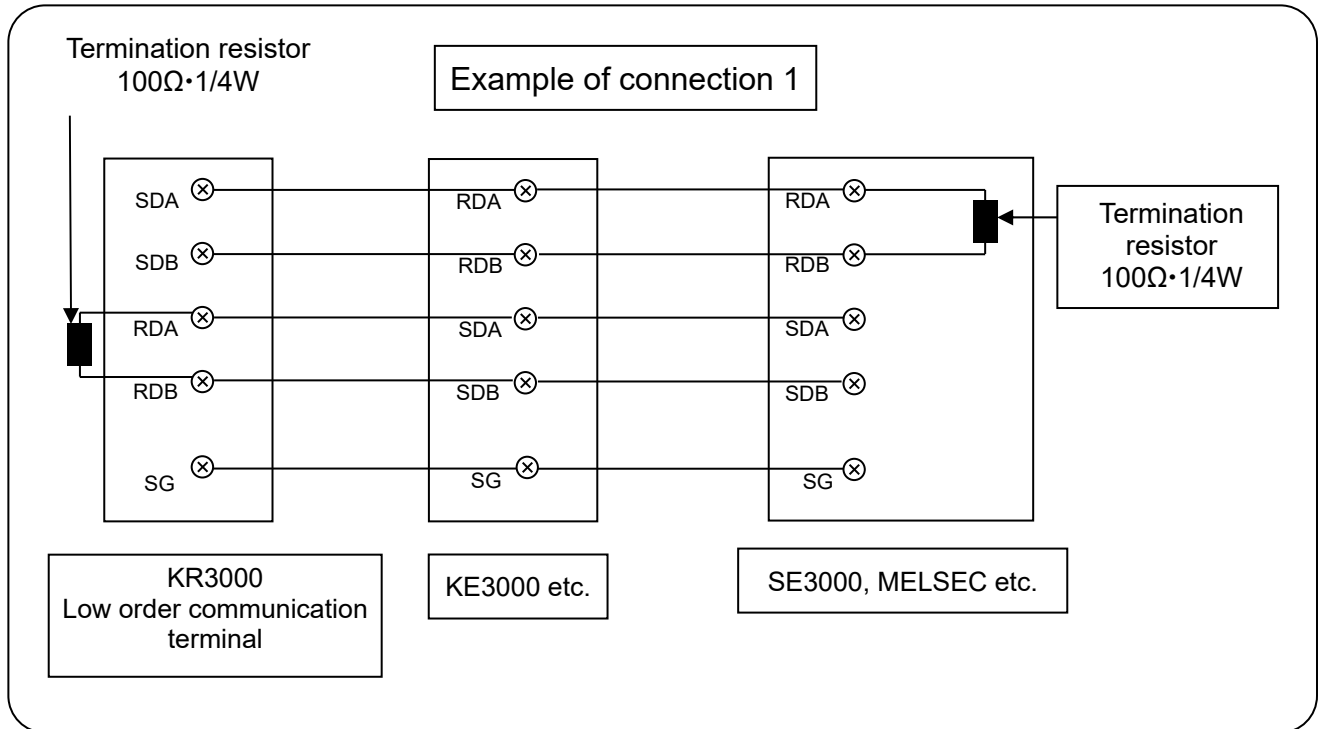 Termination resistor
100Ω・1/4W
Example of connection 1
SDA
SDB
RDA
RDB
SG
RDA
RDB
SDA
SDB
SG
RDA
RDB
SDA
SDB
SG
Termination
resistor
100Ω・1/4W
KR3000
Low order communication
terminal
KE3000 etc.
SE3000, MELSEC etc.